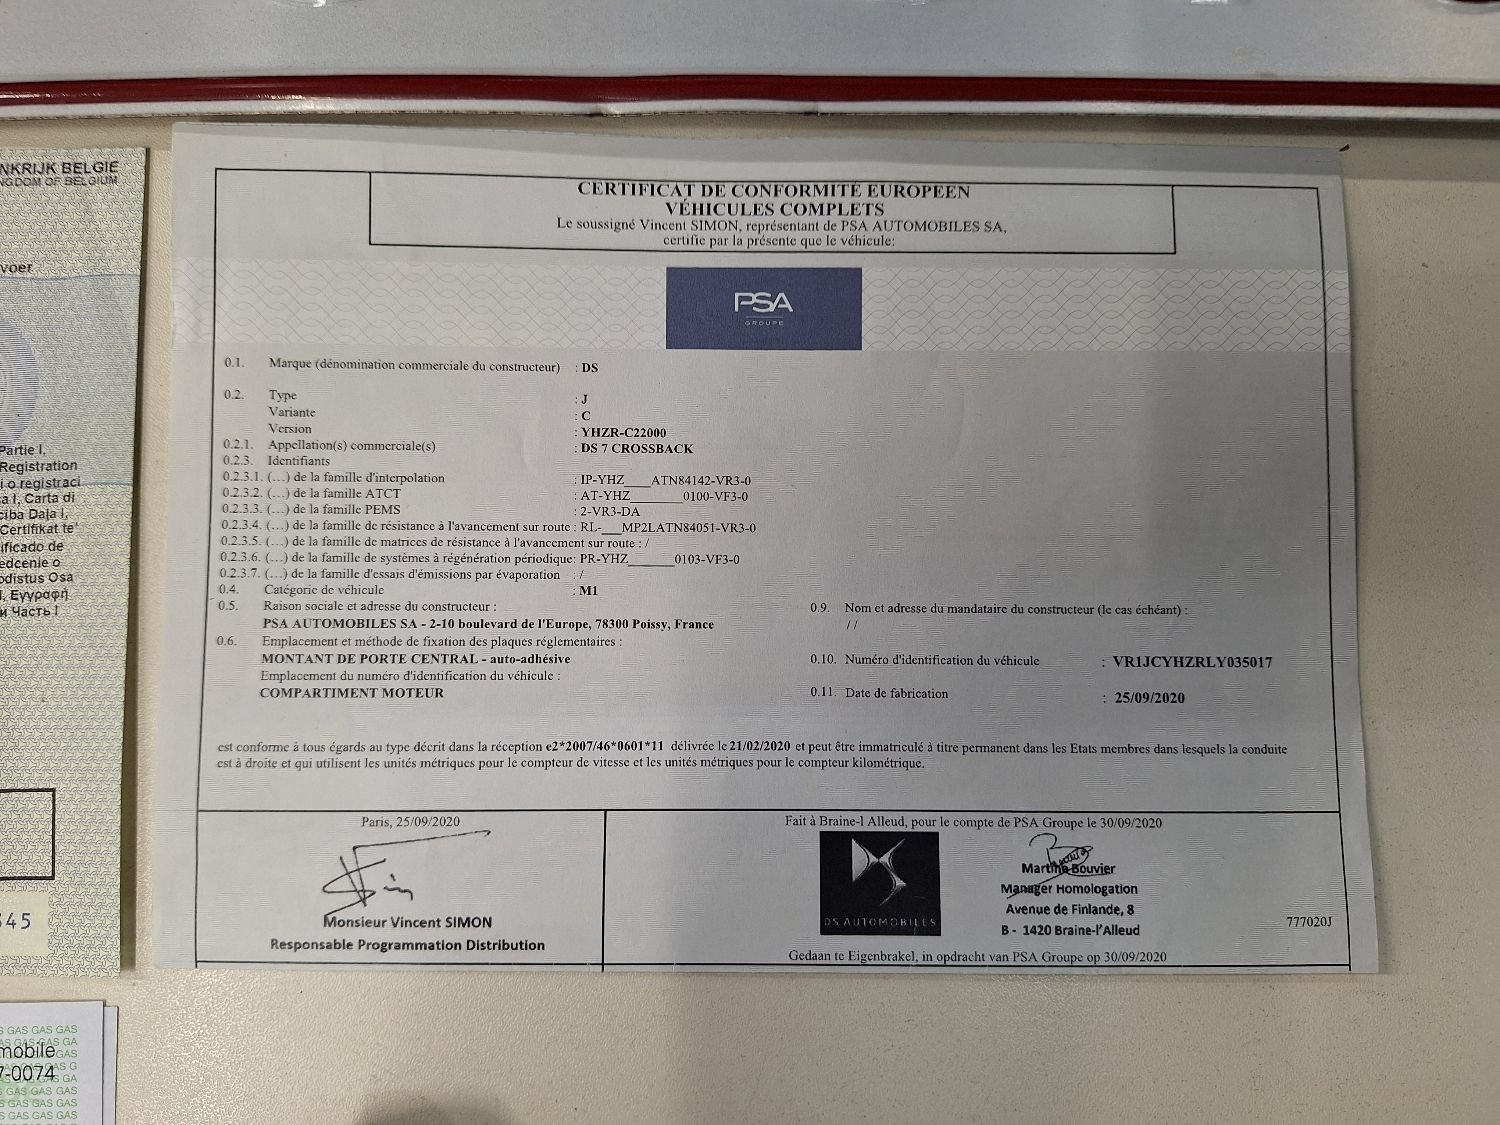 NKRIJK BELGIE
NGDOM OF BELGIUM
voer
Partie I,
Registration
i o registraci
a I, Carta di
ciba Daļa I,
Certifikat te'
ificado de
edcenie o
odistus Osa
I, Εγγραφή
и Часть I
345
S GAS GAS GAS
mobile
7-0074
GAS GAS GAS
CERTIFICAT DE CONFORMITÉ EUROPEEN
VÉHICULES COMPLETS
Le soussigné Vincent SIMON, représentant de PSA AUTOMOBILES SA,
certifie par la présente que le véhicule:
PSA
GROUPE
0.1. Marque (dénomination commerciale du constructeur) : DS
0.2. Type : J
Variante : C
Version : YHZR-C22000
0.2.1. Appellation(s) commerciale(s) : DS 7 CROSSBACK
0.2.3. Identifiants
0.2.3.1. (...) de la famille d'interpolation : IP-YHZ____ATN84142-VR3-0
0.2.3.2. (...) de la famille ATCT : AT-YHZ________0100-VF3-0
0.2.3.3. (...) de la famille PEMS : 2-VR3-DA
0.2.3.4. (...) de la famille de résistance à l'avancement sur route : RL-___MP2LATN84051-VR3-0
0.2.3.5. (...) de la famille de matrices de résistance à l'avancement sur route : /
0.2.3.6. (...) de la famille de systèmes à régénération périodique: PR-YHZ_______0103-VF3-0
0.2.3.7. (...) de la famille d'essais d'émissions par évaporation : /
0.4. Catégorie de véhicule : M1
0.5. Raison sociale et adresse du constructeur :
PSA AUTOMOBILES SA - 2-10 boulevard de l'Europe, 78300 Poissy, France
0.6. Emplacement et méthode de fixation des plaques réglementaires :
MONTANT DE PORTE CENTRAL - auto-adhésive
Emplacement du numéro d'identification du véhicule :
COMPARTIMENT MOTEUR
0.9. Nom et adresse du mandataire du constructeur (le cas échéant) :
/ /
0.10. Numéro d'identification du véhicule : VR1JCYHZRLY035017
0.11. Date de fabrication : 25/09/2020
est conforme à tous égards au type décrit dans la réception e2*2007/46*0601*11 délivrée le 21/02/2020 et peut être immatriculé à titre permanent dans les Etats membres dans lesquels la conduite
est à droite et qui utilisent les unités métriques pour le compteur de vitesse et les unités métriques pour le compteur kilométrique.
Paris, 25/09/2020
Monsieur Vincent SIMON
Responsable Programmation Distribution
Fait à Braine-l Alleud, pour le compte de PSA Groupe le 30/09/2020
DS AUTOMOBILES
Martine Bouvier
Manager Homologation
Avenue de Finlande, 8
B - 1420 Braine-l'Alleud
777020J
Gedaan te Eigenbrakel, in opdracht van PSA Groupe op 30/09/2020